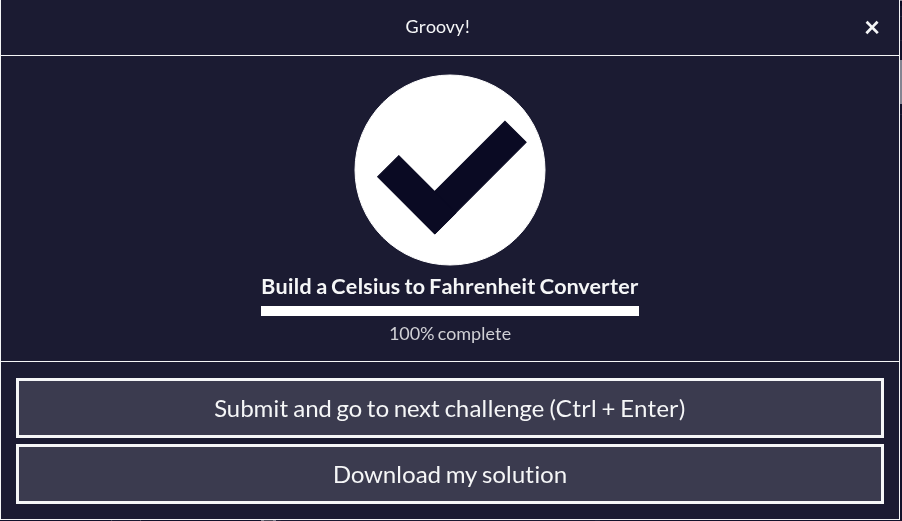 Groovy!
Build a Celsius to Fahrenheit Converter
100% complete
Submit and go to next challenge (Ctrl + Enter)
Download my solution